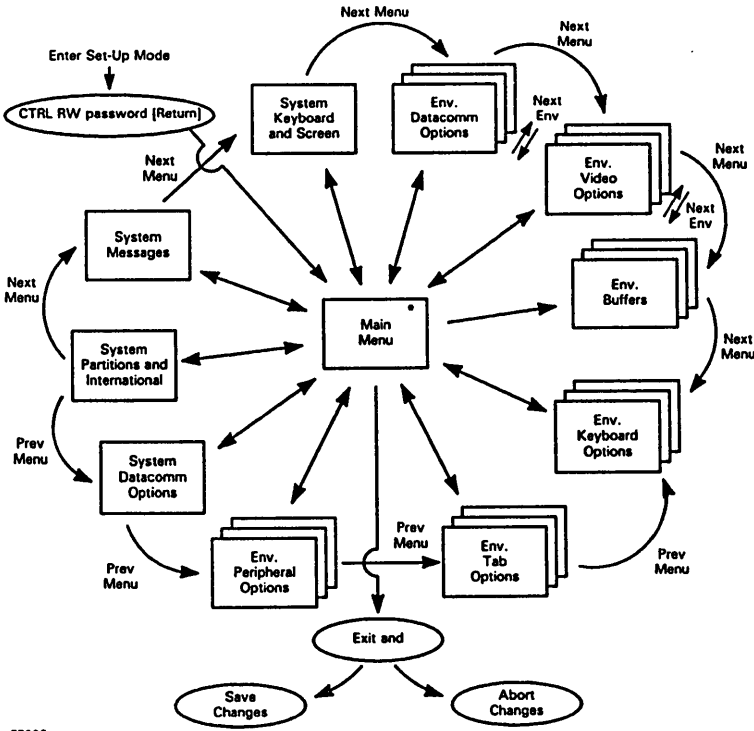 Next Menu
Enter Set-Up Mode
CTRL RW password [Return]
System
Keyboard
and Screen
Env.
Datacomm
Options
Next
Menu
Next
Env
Env.
Video
Options
Next
Menu
Next
Env
Next
Menu
System
Messages
Next
Menu
System
Partitions and
International
Main
Menu
Env.
Buffers
Next
Menu
Env.
Keyboard
Options
Prev
Menu
System
Datacomm
Options
Prev
Menu
Env.
Peripheral
Options
Prev
Menu
Env.
Tab
Options
Prev
Menu
Exit and
Save
Changes
Abort
Changes